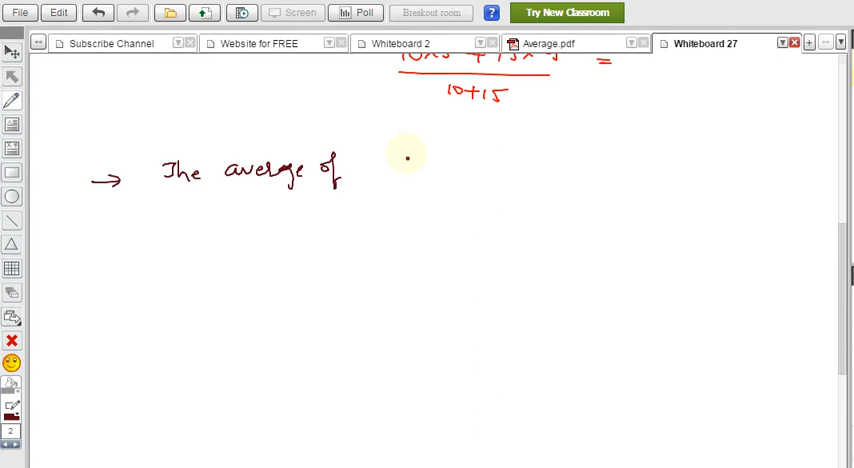 File
Edit
Screen
Poll
Breakout room
?
Try New Classroom
Subscribe Channel
Website for FREE
Whiteboard 2
Average.pdf
Whiteboard 27
=
10+15
→ The average of
2